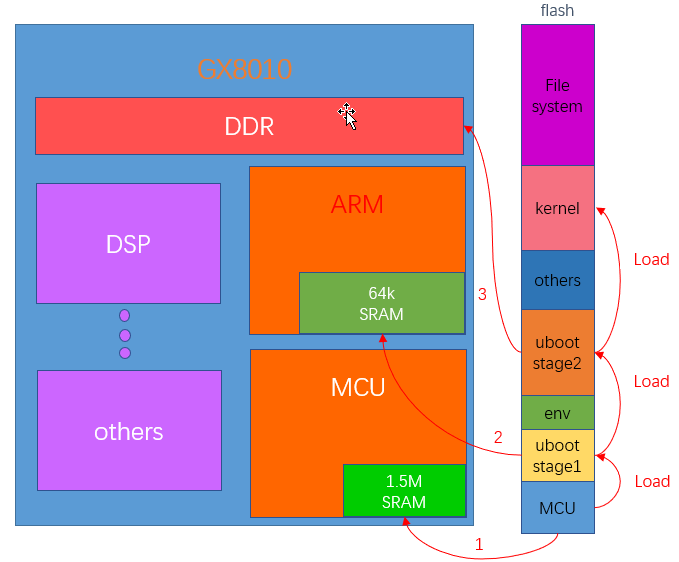 flash
GX8010
DDR
DSP
others
ARM
64k
SRAM
MCU
1.5M
SRAM
1
2
3
File
system
kernel
others
uboot
stage2
env
uboot
stage1
MCU
Load
Load
Load